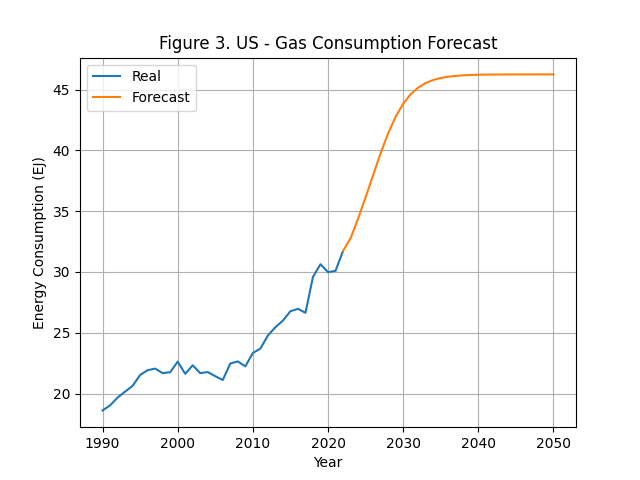 Figure 3. US - Gas Consumption Forecast
Real
Forecast
Energy Consumption (EJ)
45
40
35
30
25
20
1990 2000 2010 2020 2030 2040 2050
Year